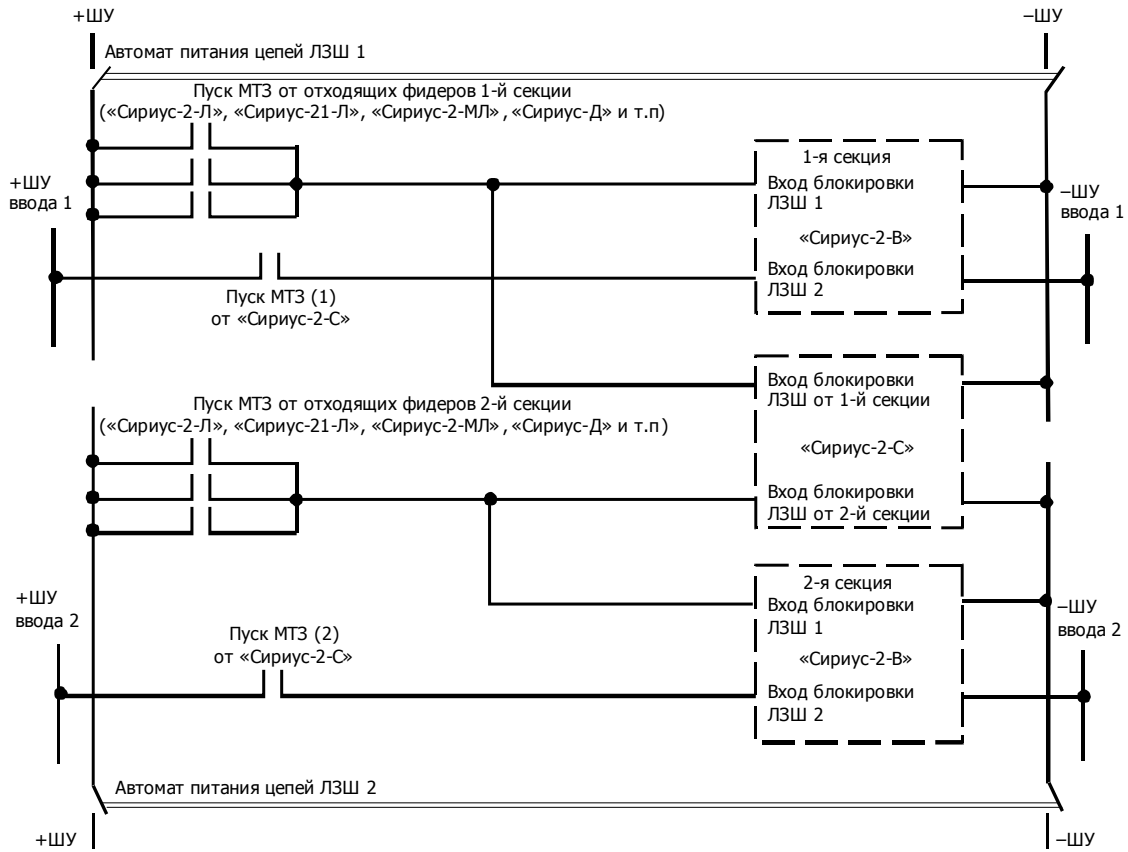 +ШУ
–ШУ
Автомат питания цепей ЛЗШ 1
Пуск МТЗ от отходящих фидеров 1-й секции
(«Сириус-2-Л», «Сириус-21-Л», «Сириус-2-МЛ» , «Сириус-Д» и т.п)
+ШУ
ввода 1
1-я секция
Вход блокировки
ЛЗШ 1
«Сириус-2-В»
Вход блокировки
ЛЗШ 2
–ШУ
ввода 1
Пуск МТЗ (1)
от «Сириус-2-С»
Вход блокировки
ЛЗШ от 1-й секции
«Сириус-2-С»
Вход блокировки
ЛЗШ от 2-й секции
Пуск МТЗ от отходящих фидеров 2-й секции
(«Сириус-2-Л», «Сириус-21-Л», «Сириус-2-МЛ» , «Сириус-Д» и т.п)
+ШУ
ввода 2
2-я секция
Вход блокировки
ЛЗШ 1
«Сириус-2-В»
Вход блокировки
ЛЗШ 2
–ШУ
ввода 2
Пуск МТЗ (2)
от «Сириус-2-С»
Автомат питания цепей ЛЗШ 2
+ШУ
–ШУ